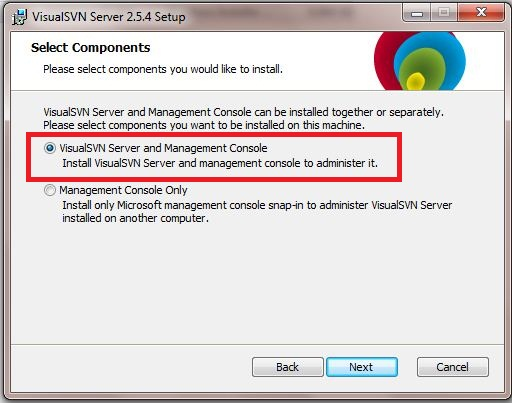 VisualSVN Server 2.5.4 Setup
Select Components
Please select components you would like to install.
VisualSVN Server and Management Console can be installed together or separately.
Please select components you want to be installed on this machine.
VisualSVN Server and Management Console
Install VisualSVN Server and management console to administer it.
Management Console Only
Install only Microsoft management console snap-in to administer VisualSVN Server
installed on another computer.
Back
Next
Cancel